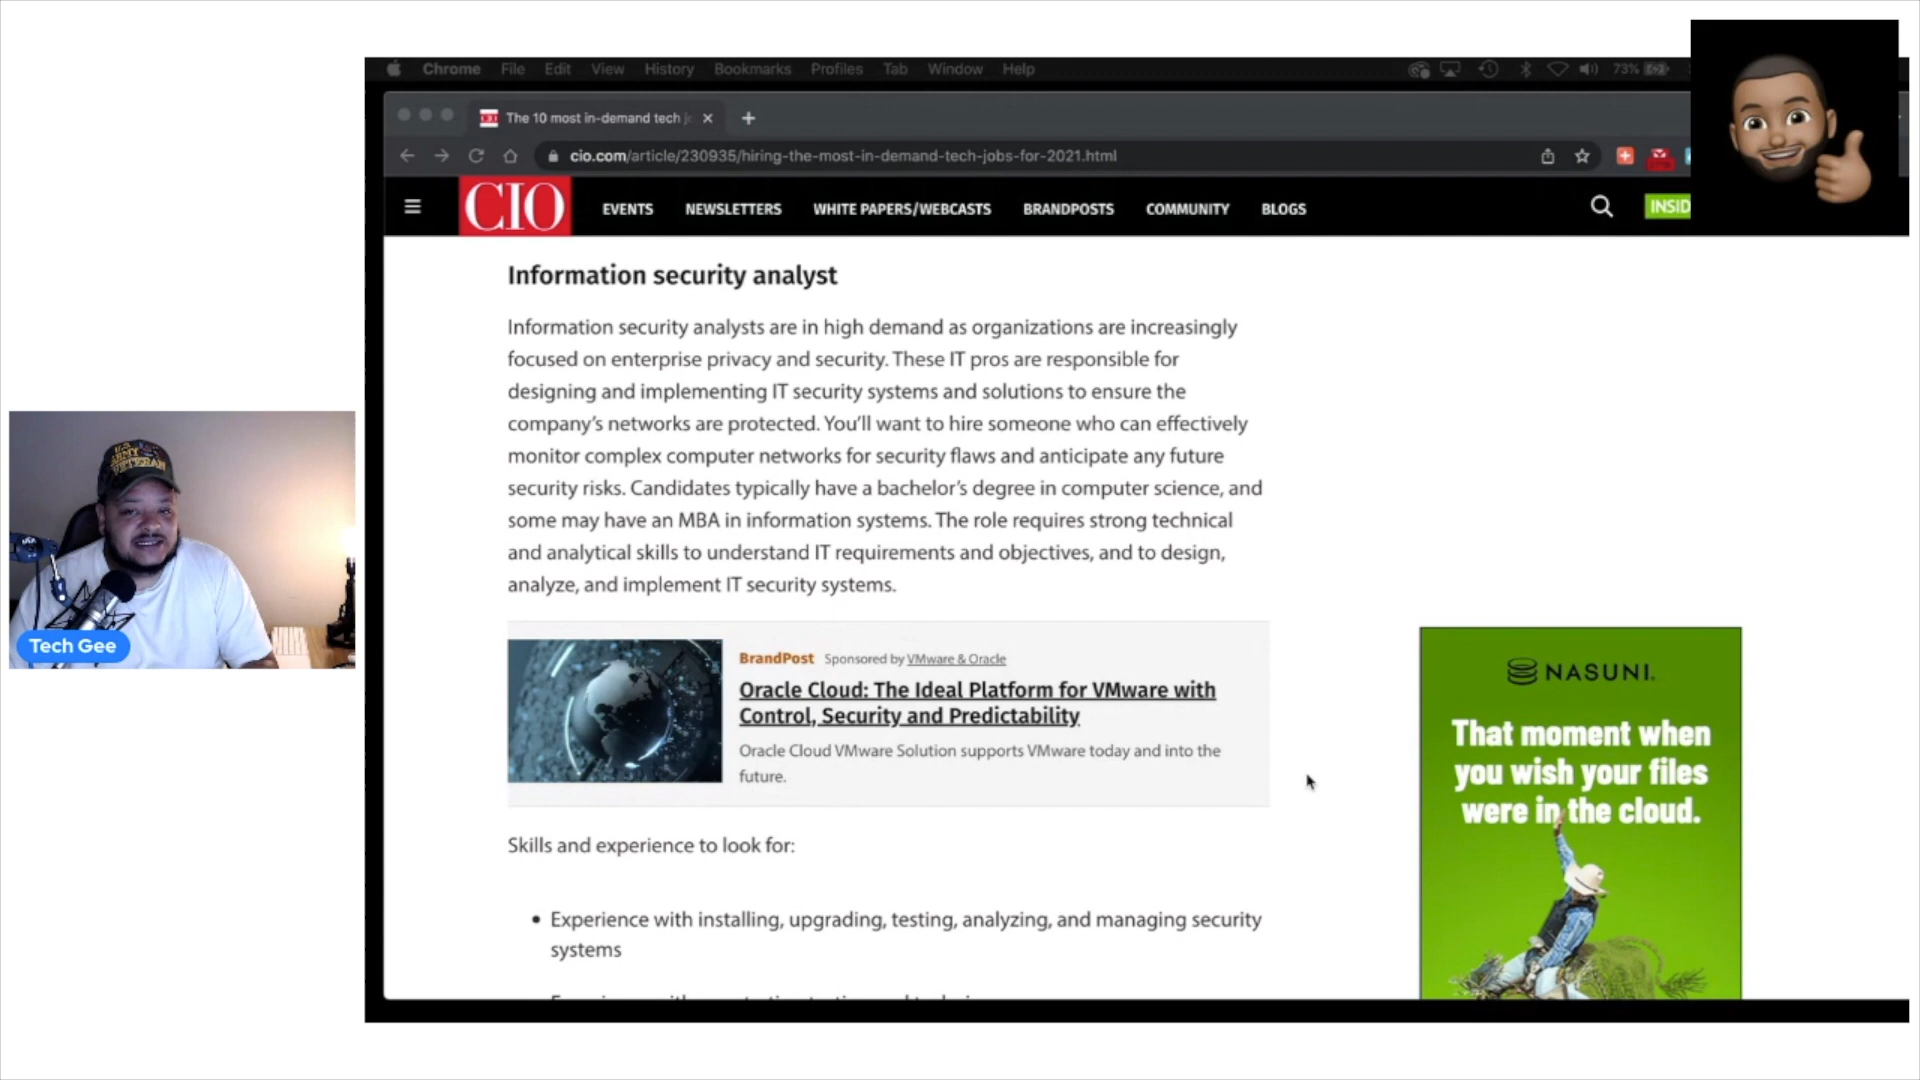 Chrome File Edit View History Bookmarks Profiles Tab Window Help 73%
The 10 most in-demand tech
cio.com/article/230935/hiring-the-most-in-demand-tech-jobs-for-2021.html
CIO EVENTS NEWSLETTERS WHITE PAPERS/WEBCASTS BRANDPOSTS COMMUNITY BLOGS INSID
Information security analyst
Information security analysts are in high demand as organizations are increasingly
focused on enterprise privacy and security. These IT pros are responsible for
designing and implementing IT security systems and solutions to ensure the
company's networks are protected. You'll want to hire someone who can effectively
monitor complex computer networks for security flaws and anticipate any future
security risks. Candidates typically have a bachelor's degree in computer science, and
some may have an MBA in information systems. The role requires strong technical
and analytical skills to understand IT requirements and objectives, and to design,
analyze, and implement IT security systems.
BrandPost Sponsored by VMware & Oracle
Oracle Cloud: The Ideal Platform for VMware with
Control, Security and Predictability
Oracle Cloud VMware Solution supports VMware today and into the
future.
Skills and experience to look for:
• Experience with installing, upgrading, testing, analyzing, and managing security
systems
U.S.
ARMY
VETERAN
Tech Gee
NASUNI.
That moment when
you wish your files
were in the cloud.